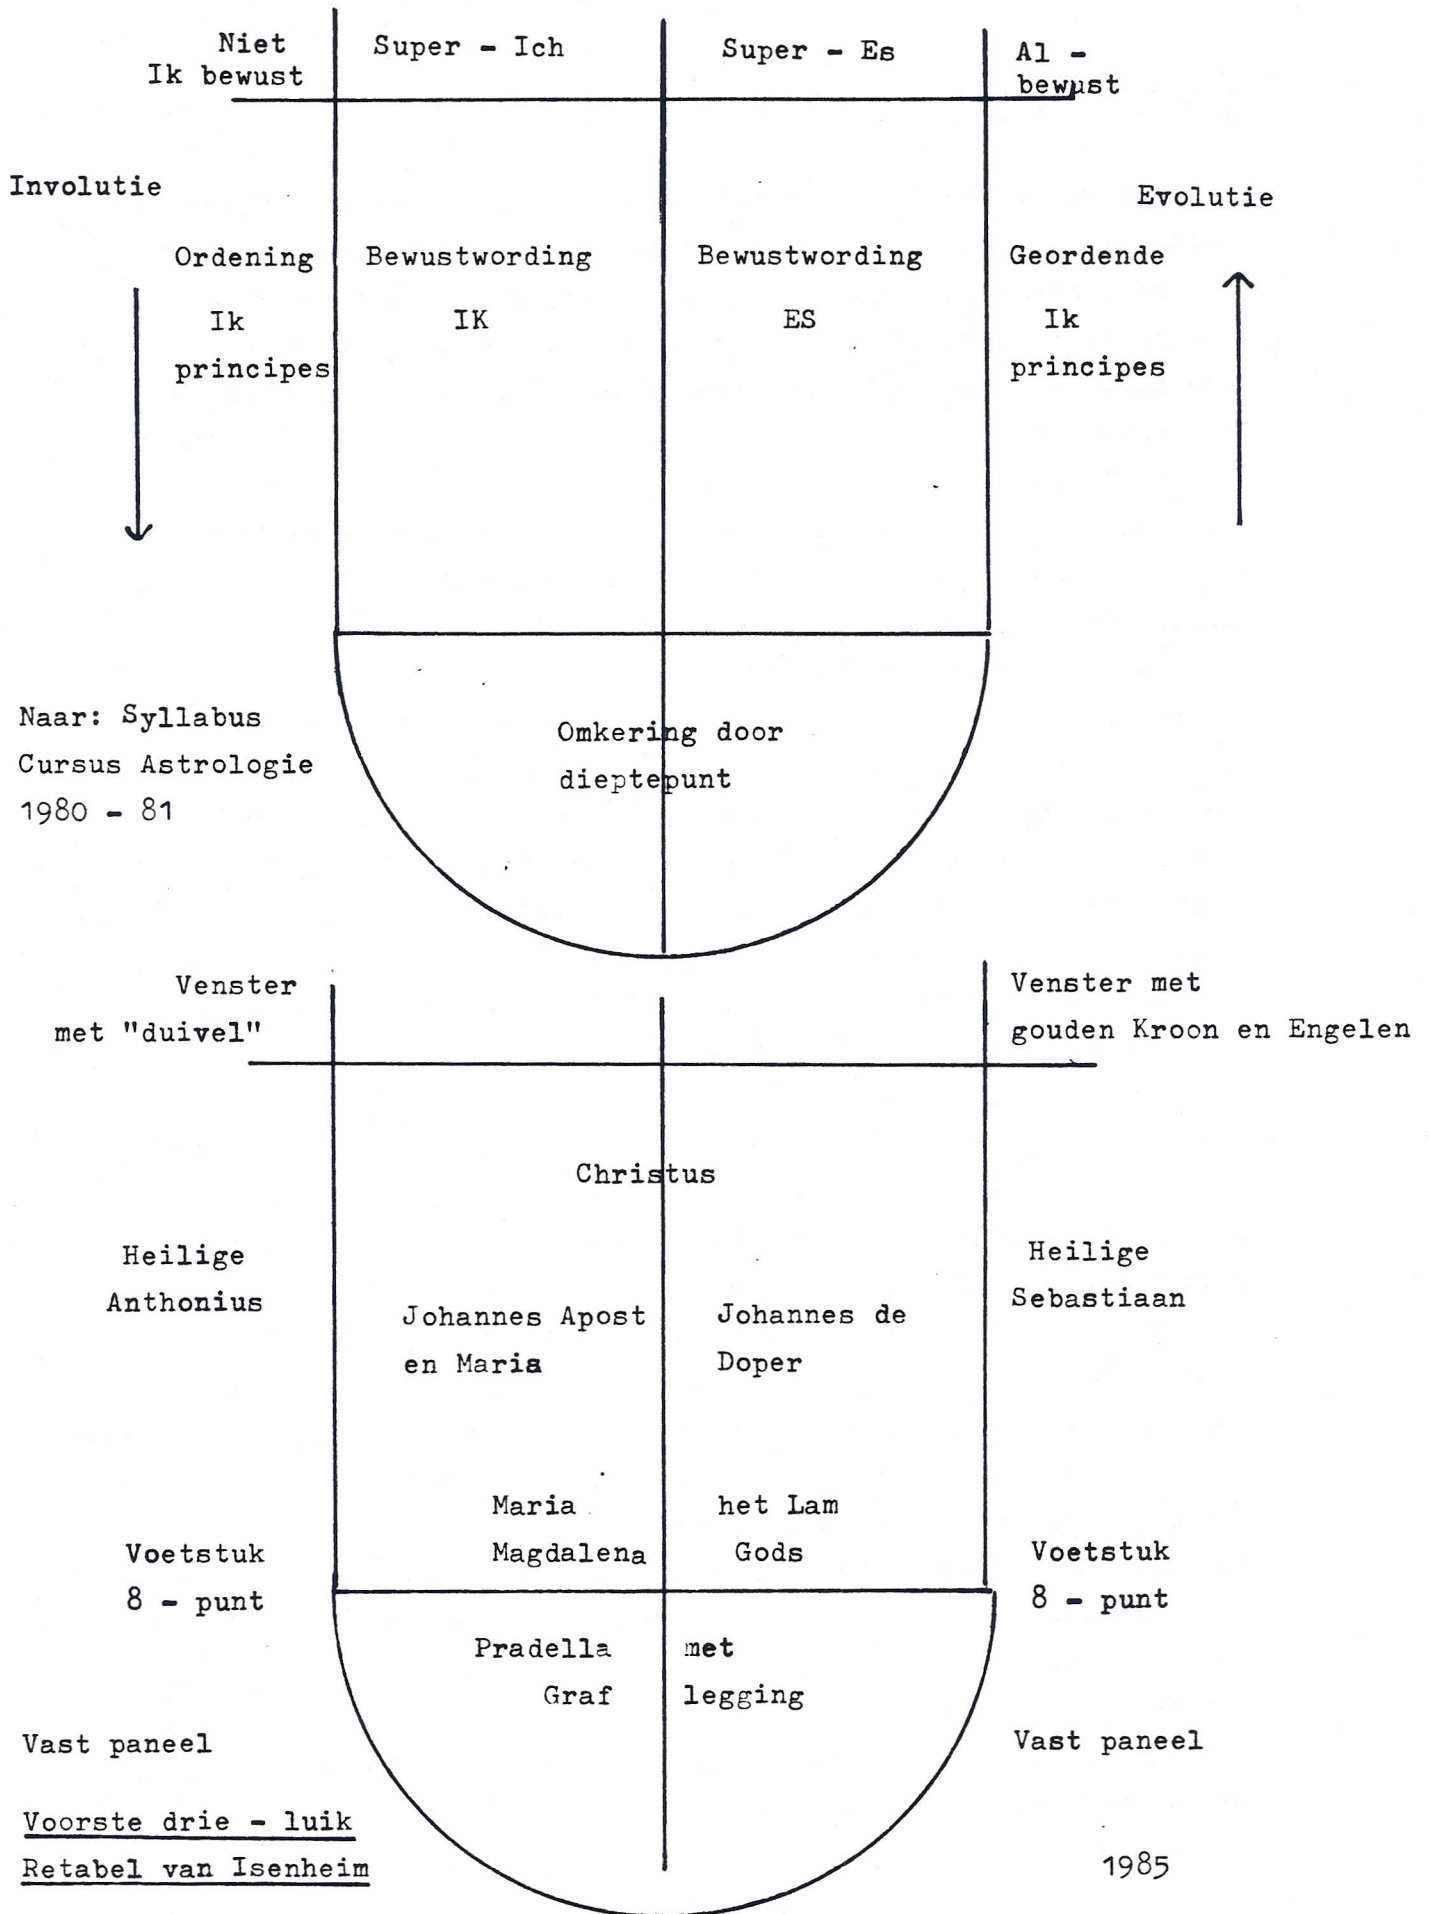 Niet
Ik bewust
Super - Ich
Super - Es
Al -
bewust
Involutie
Evolutie
Ordening
Ik
principes
Bewustwording
IK
Bewustwording
ES
Geordende
Ik
principes
Naar: Syllabus
Cursus Astrologie
1980 - 81
Omkering door
dieptepunt
Venster
met "duivel"
Venster met
gouden Kroon en Engelen
Christus
Heilige
Anthonius
Johannes Apost
en Maria
Johannes de
Doper
Heilige
Sebastiaan
Maria
Magdalena
het Lam
Gods
Voetstuk
8 - punt
Voetstuk
8 - punt
Pradella met
Graf legging
Vast paneel
Vast paneel
Voorste drie - luik
Retabel van Isenheim
1985